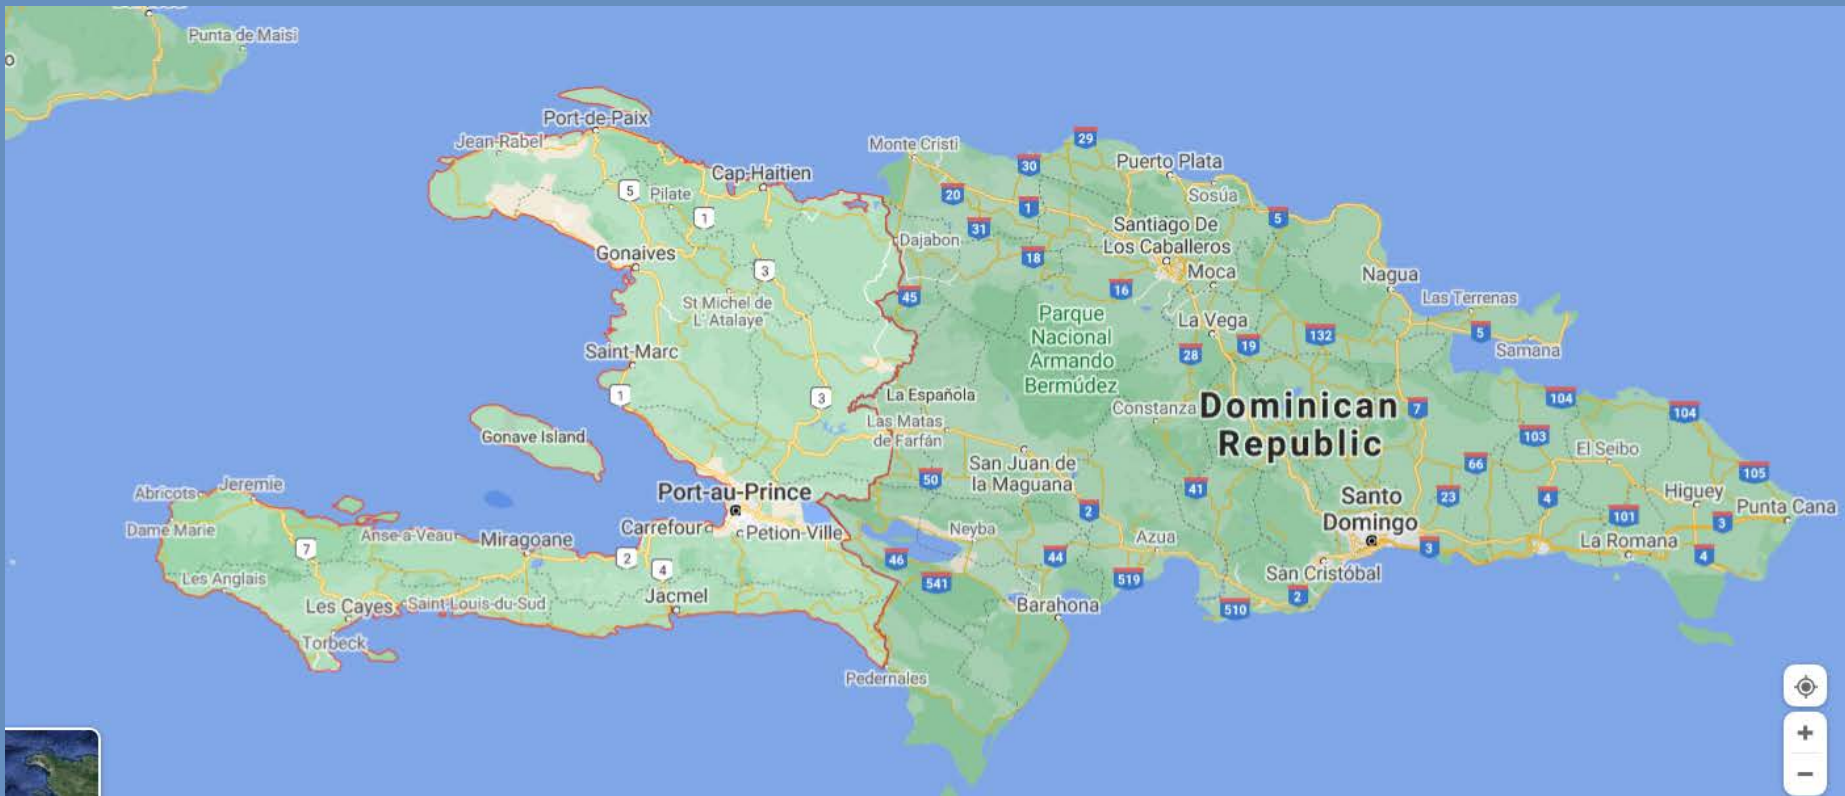 Punta de Maisi
Port-de-Paix
Jean-Rabel
Monte Cristi
29
30
Puerto Plata
Cap-Haitien
5
Pilate
20
Sosúa
1
1
5
31
Santiago De
Los Caballeros
Dajabon
Gonaives
18
3
Moca
Nagua
16
45
St Michel de
L' Atalaye
Las Terrenas
Parque
Nacional
Armando
Bermúdez
La Vega
132
5
19
Samana
Saint-Marc
28
1
3
La Española
104
104
Constanza
Dominican
Republic
7
Las Matas
de Farfán
Gonave Island
103
El Seibo
San Juan de
la Maguana
66
105
50
41
Abricots
Jeremie
Port-au-Prince
Santo
Domingo
23
4
Higuey
Punta Cana
2
101
3
Dame Marie
Anse-a-Veau
Miragoane
Carrefour
Petion-Ville
Neyba
Azua
La Romana
7
2
46
44
3
4
4
Les Anglais
541
519
San Cristóbal
Les Cayes
Saint-Louis-du-Sud
Jacmel
Barahona
510
2
Torbeck
Pedernales
+
−